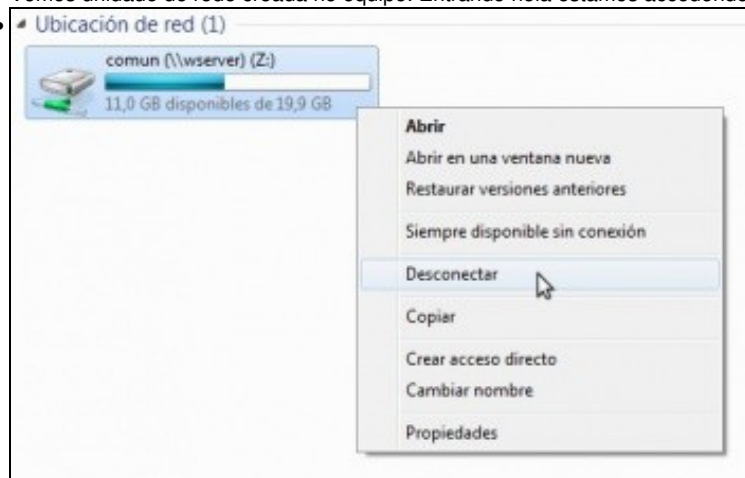 Vemos unidade de rede creada no equipo. Entrando nela estamos accedendo
Ubicación de red (1)
comun (\\wserver) (Z:)
11,0 GB disponibles de 19,9 GB
Abrir
Abrir en una ventana nueva
Restaurar versiones anteriores
Siempre disponible sin conexión
Desconectar
Copiar
Crear acceso directo
Cambiar nombre
Propiedades